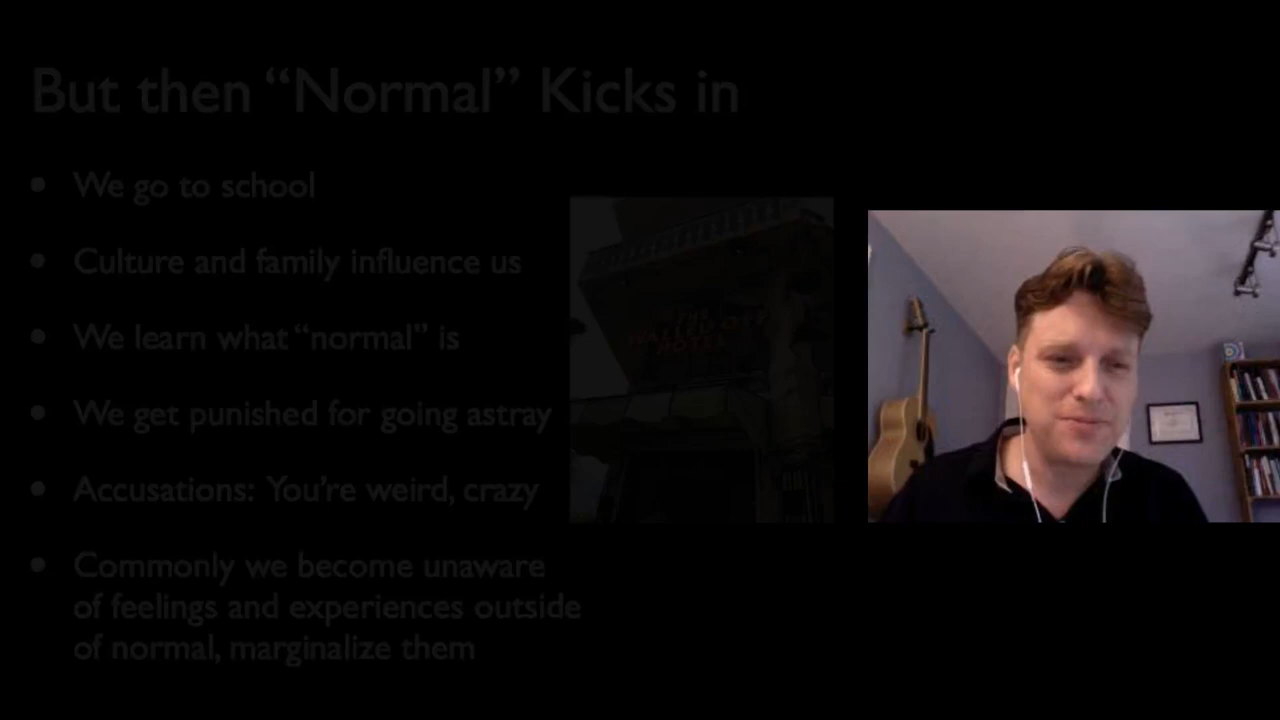 But then “Normal” Kicks in
• We go to school
• Culture and family influence us
• We learn what “normal” is
• We get punished for going astray
• Accusations: You’re weird, crazy
• Commonly we become unaware
of feelings and experiences outside
of normal, marginalize them